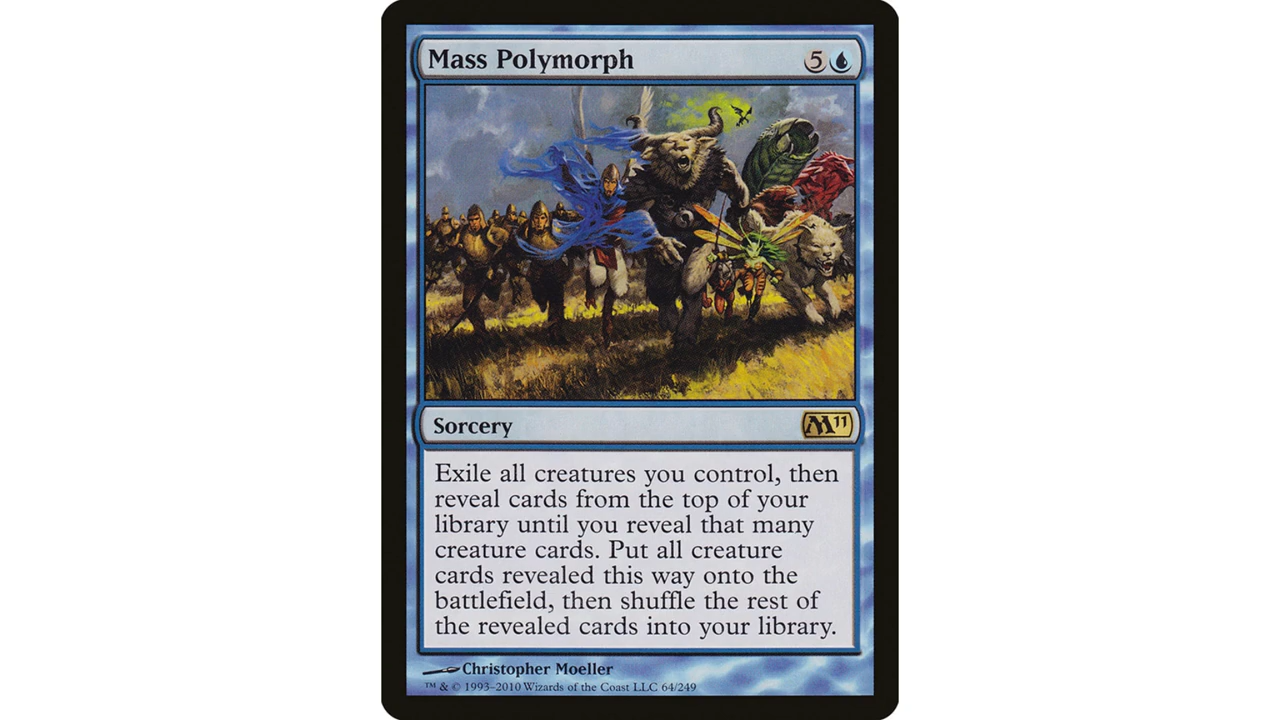 Mass Polymorph 5
Sorcery M11
Exile all creatures you control, then
reveal cards from the top of your
library until you reveal that many
creature cards. Put all creature
cards revealed this way onto the
battlefield, then shuffle the rest of
the revealed cards into your library.
Christopher Moeller
™ & © 1993–2010 Wizards of the Coast LLC 64/249